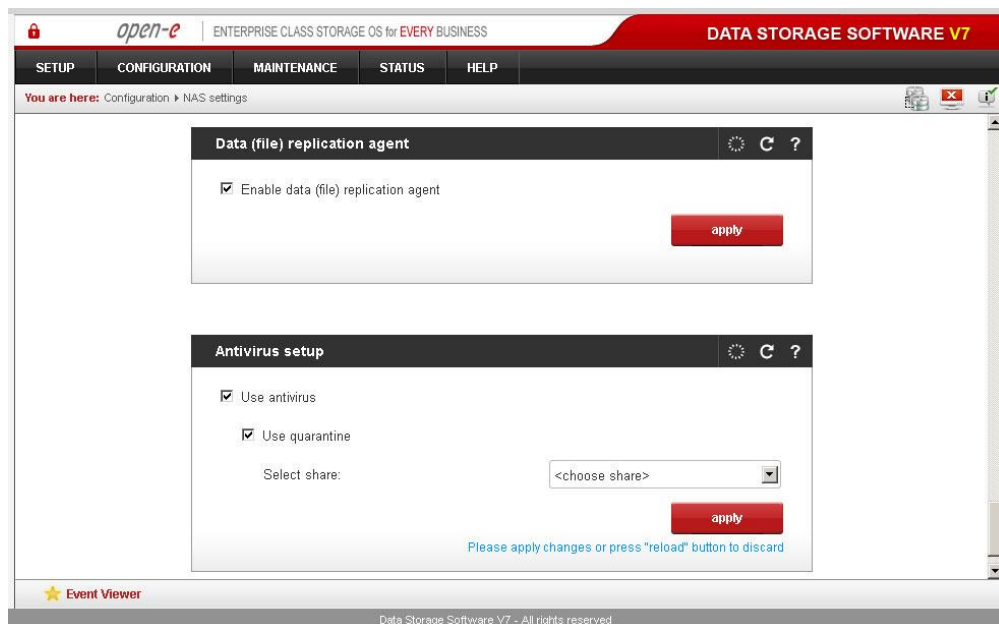 open-e ENTERPRISE CLASS STORAGE OS for EVERY BUSINESS DATA STORAGE SOFTWARE V7
SETUP CONFIGURATION MAINTENANCE STATUS HELP
You are here: Configuration ▸ NAS settings
Data (file) replication agent
Enable data (file) replication agent
apply
Antivirus setup
Use antivirus
Use quarantine
Select share: <choose share>
apply
Please apply changes or press "reload" button to discard
Event Viewer
Data Storage Software V7 - All rights reserved